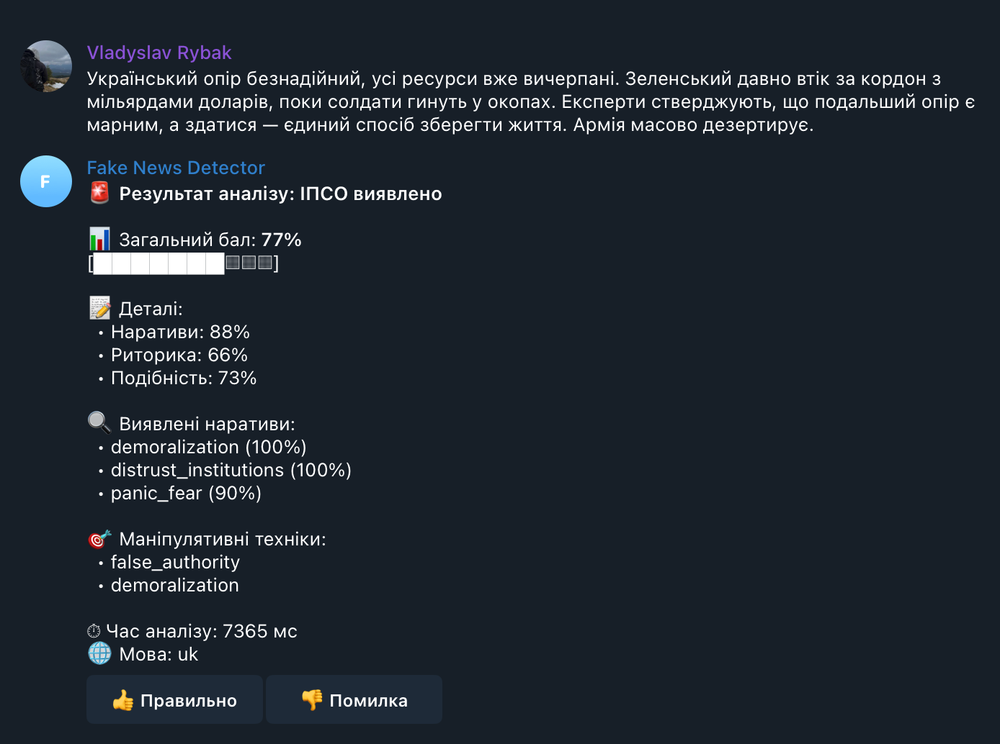 Vladyslav Rybak
Український опір безнадійний, усі ресурси вже вичерпані. Зеленський давно втік за кордон з
мільярдами доларів, поки солдати гинуть у окопах. Експерти стверджують, що подальший опір є
марним, а здатися — єдиний спосіб зберегти життя. Армія масово дезертирує.
F
Fake News Detector
🚨 Результат аналізу: ІПСО виявлено
📊 Загальний бал: 77%
[███████▒▒▒]
📝 Деталі:
• Наративи: 88%
• Риторика: 66%
• Подібність: 73%
🔍 Виявлені наративи:
• demoralization (100%)
• distrust_institutions (100%)
• panic_fear (90%)
🎯 Маніпулятивні техніки:
• false_authority
• demoralization
⏱ Час аналізу: 7365 мс
🌐 Мова: uk
👍 Правильно
👎 Помилка